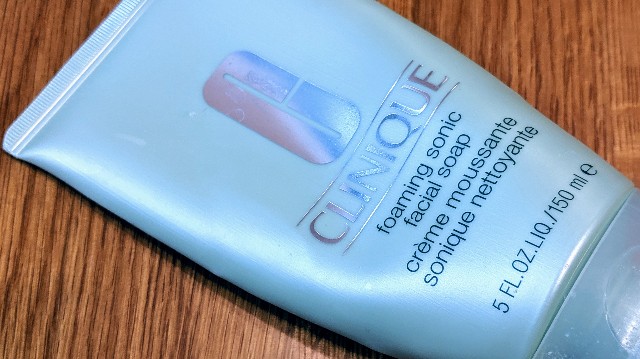 CLINIQUE
foaming sonic
facial soap
crème moussante
sonique nettoyante
5 FL.OZ.LIQ./150 ml ℮